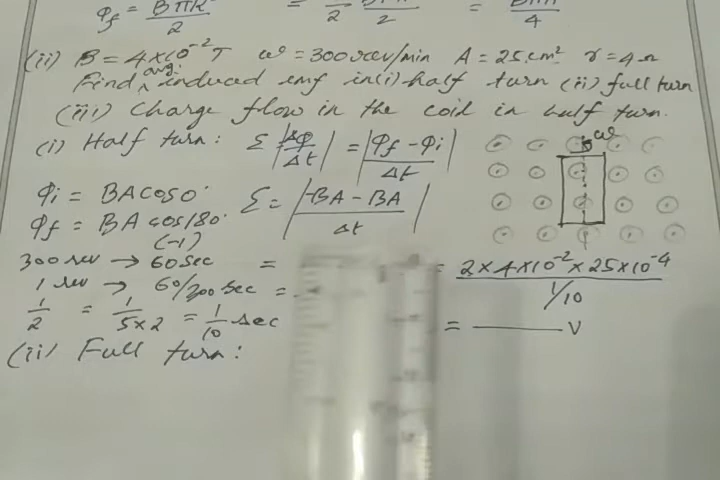 φf = BπR²/2 = 1/2 = BπR²/4
(ii) B = 4×10⁻²T ω = 300 rev/min A = 25 cm² r = 4 Ω
Find avg. induced emf in (i) half turn (ii) full turn
(iii) Charge flow in the coil in half turn.
(i) Half turn: ε |Δφ/Δt| = |φf - φi/Δt| ω
φi = BA cos0° ε = |-BA - BA/Δt|
φf = BA cos180°
(-1)
300 rev → 60 sec = = 2×4×10⁻²×25×10⁻⁴/1/10
1 rev → 60/300 sec =
1/2 = 1/5×2 = 1/10 sec = ——— V
(ii) Full turn: